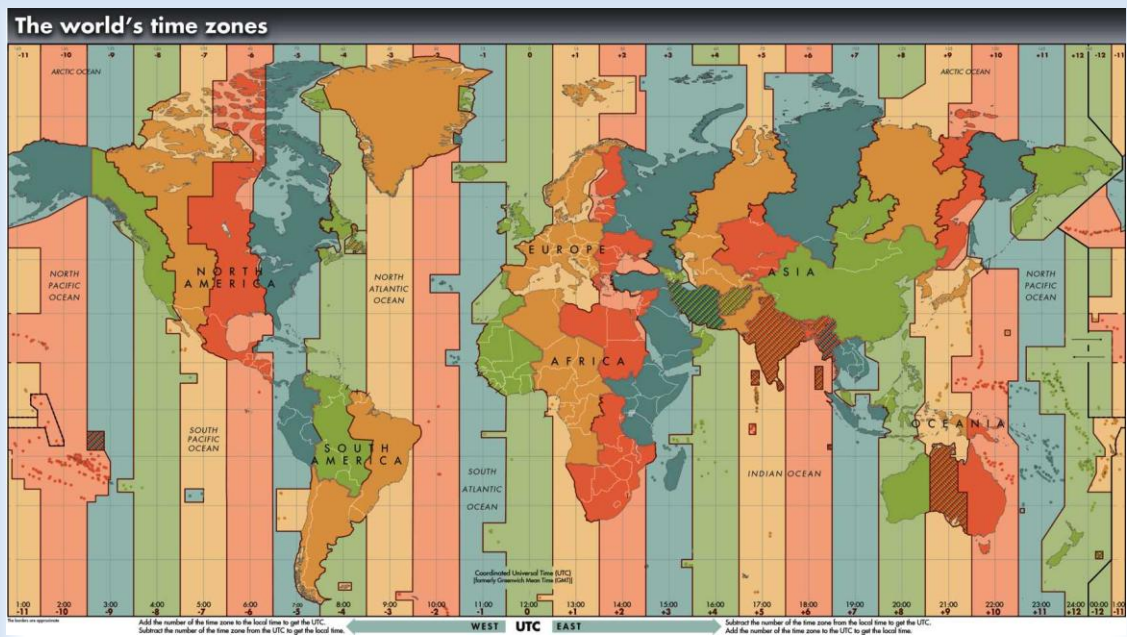 The world's time zones
-11 -10 -9 -8 -7 -6 -5 -4 -3 -2 -1 0 +1 +2 +3 +4 +5 +6 +7 +8 +9 +10 +11 +12 -12 -11
ARCTIC OCEAN
ARCTIC OCEAN
EUROPE
ASIA
NORTH
AMERICA
NORTH
PACIFIC
OCEAN
NORTH
ATLANTIC
OCEAN
NORTH
PACIFIC
OCEAN
AFRICA
OCEANIA
SOUTH
PACIFIC
OCEAN
SOUTH
AMERICA
SOUTH
ATLANTIC
OCEAN
INDIAN OCEAN
Coordinated Universal Time (UTC)
(formerly Greenwich Mean Time (GMT))
1:00 2:00 3:00 4:00 5:00 6:00 7:00 8:00 9:00 10:00 11:00 12:00 13:00 14:00 15:00 16:00 17:00 18:00 19:00 20:00 21:00 22:00 23:00 24:00 00:00 1:00
-11 -10 -9 -8 -7 -6 -5 -4 -3 -2 -1 0 +1 +2 +3 +4 +5 +6 +7 +8 +9 +10 +11 +12 -12 -11
The borders are approximate
Add the number of the time zone to the local time to get the UTC.
Subtract the number of the time zone from the UTC to get the local time.
WEST UTC EAST
Subtract the number of the time zone from the local time to get the UTC.
Add the number of the time zone to the UTC to get the local time.